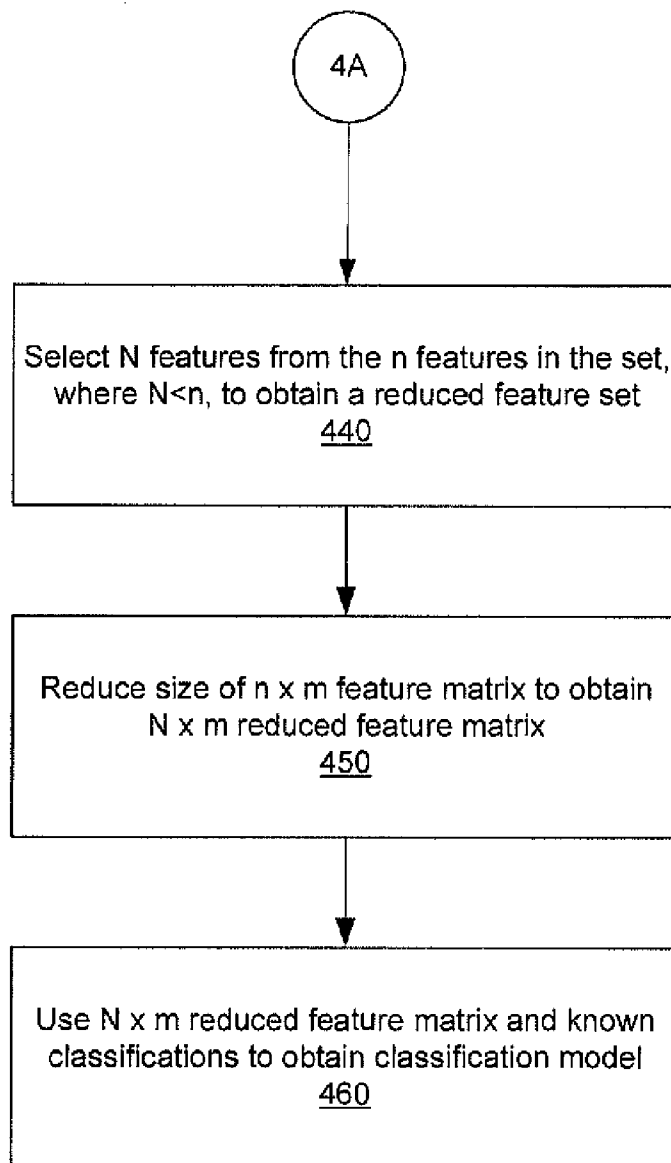 4A
Select N features from the n features in the set,
where N<n, to obtain a reduced feature set
440
Reduce size of n x m feature matrix to obtain
N x m reduced feature matrix
450
Use N x m reduced feature matrix and known
classifications to obtain classification model
460